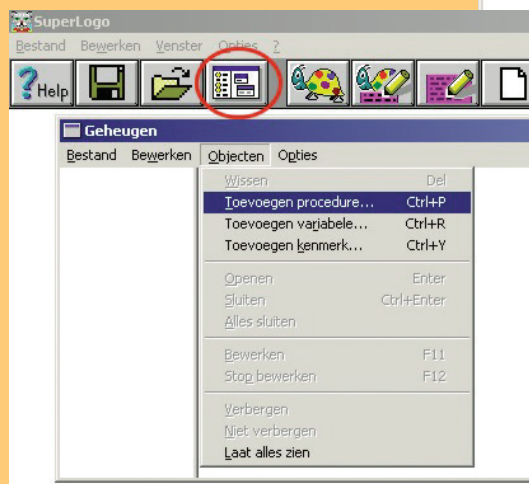 SuperLogo
Bestand Bewerken Venster Opties ?
Help
Geheugen
Bestand Bewerken Objecten Opties
Wissen Del
Toevoegen procedure... Ctrl+P
Toevoegen variabele... Ctrl+R
Toevoegen kenmerk... Ctrl+Y
Openen Enter
Sluiten Ctrl+Enter
Alles sluiten
Bewerken F11
Stop bewerken F12
Verbergen
Niet verbergen
Laat alles zien